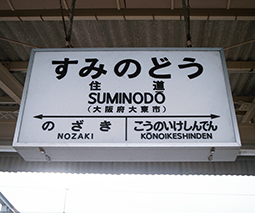 すみのどう
住道
SUMINODŌ
(大阪府大東市)
のざき こうのいけしんでん
NOZAKI KŌNOIKESHINDEN